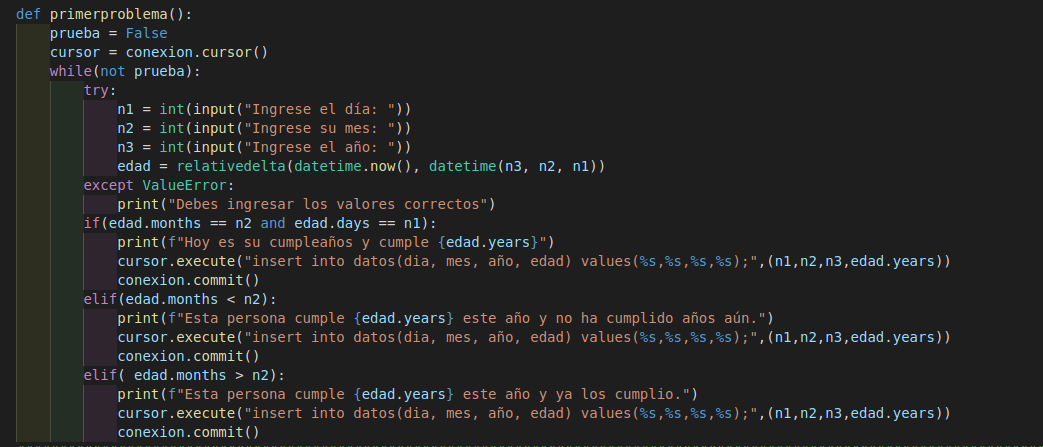 def primerproblema():
    prueba = False
    cursor = conexion.cursor()
    while(not prueba):
        try:
            n1 = int(input("Ingrese el día: "))
            n2 = int(input("Ingrese su mes: "))
            n3 = int(input("Ingrese el año: "))
            edad = relativedelta(datetime.now(), datetime(n3, n2, n1))
        except ValueError:
            print("Debes ingresar los valores correctos")
        if(edad.months == n2 and edad.days == n1):
            print(f"Hoy es su cumpleaños y cumple {edad.years}")
            cursor.execute("insert into datos(dia, mes, año, edad) values(%s,%s,%s,%s);",(n1,n2,n3,edad.years))
            conexion.commit()
        elif(edad.months < n2):
            print(f"Esta persona cumple {edad.years} este año y no ha cumplido años aún.")
            cursor.execute("insert into datos(dia, mes, año, edad) values(%s,%s,%s,%s);",(n1,n2,n3,edad.years))
            conexion.commit()
        elif( edad.months > n2):
            print(f"Esta persona cumple {edad.years} este año y ya los cumplio.")
            cursor.execute("insert into datos(dia, mes, año, edad) values(%s,%s,%s,%s);",(n1,n2,n3,edad.years))
            conexion.commit()